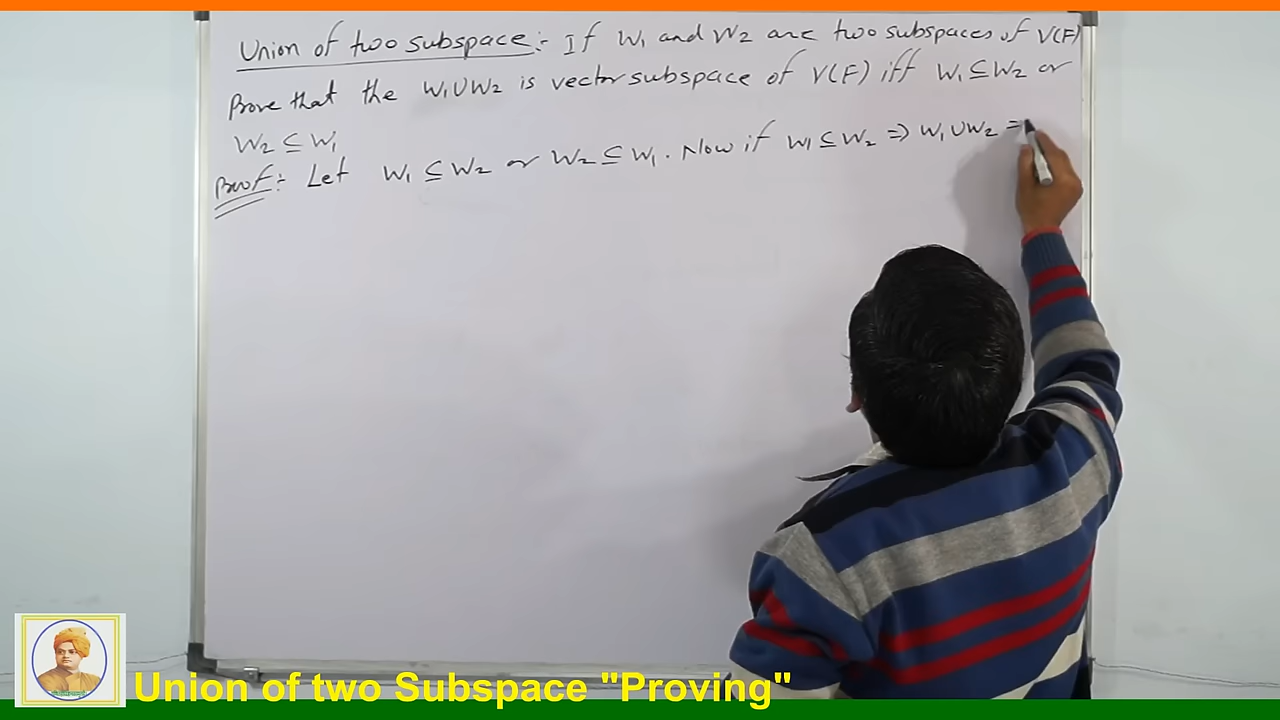 Union of two subspace:- If W₁ and W₂ are two subspaces of V(F)
Prove that the W₁∪W₂ is vector subspace of V(F) iff W₁⊆W₂ or
W₂⊆W₁
Proof:- Let W₁⊆W₂ or W₂⊆W₁. Now if W₁⊆W₂ ⇒ W₁∪W₂ =
Union of two Subspace "Proving"